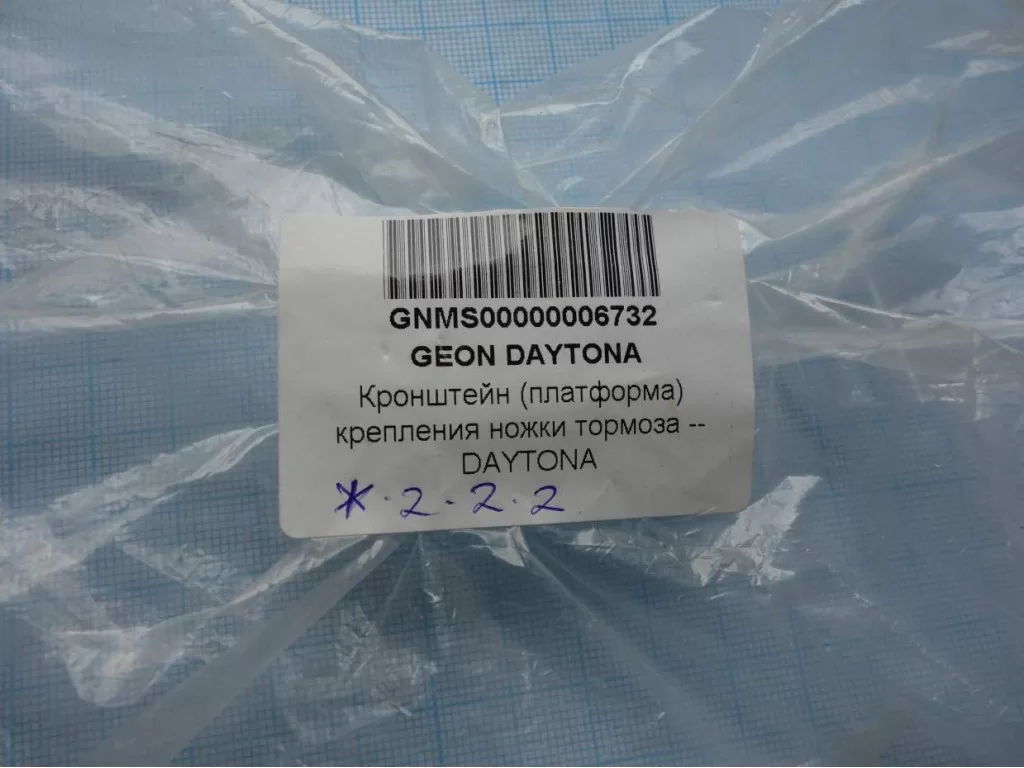 GNMS00000006732
GEON DAYTONA
Кронштейн (платформа)
крепления ножки тормоза --
DAYTONA
Ж.2-2.2